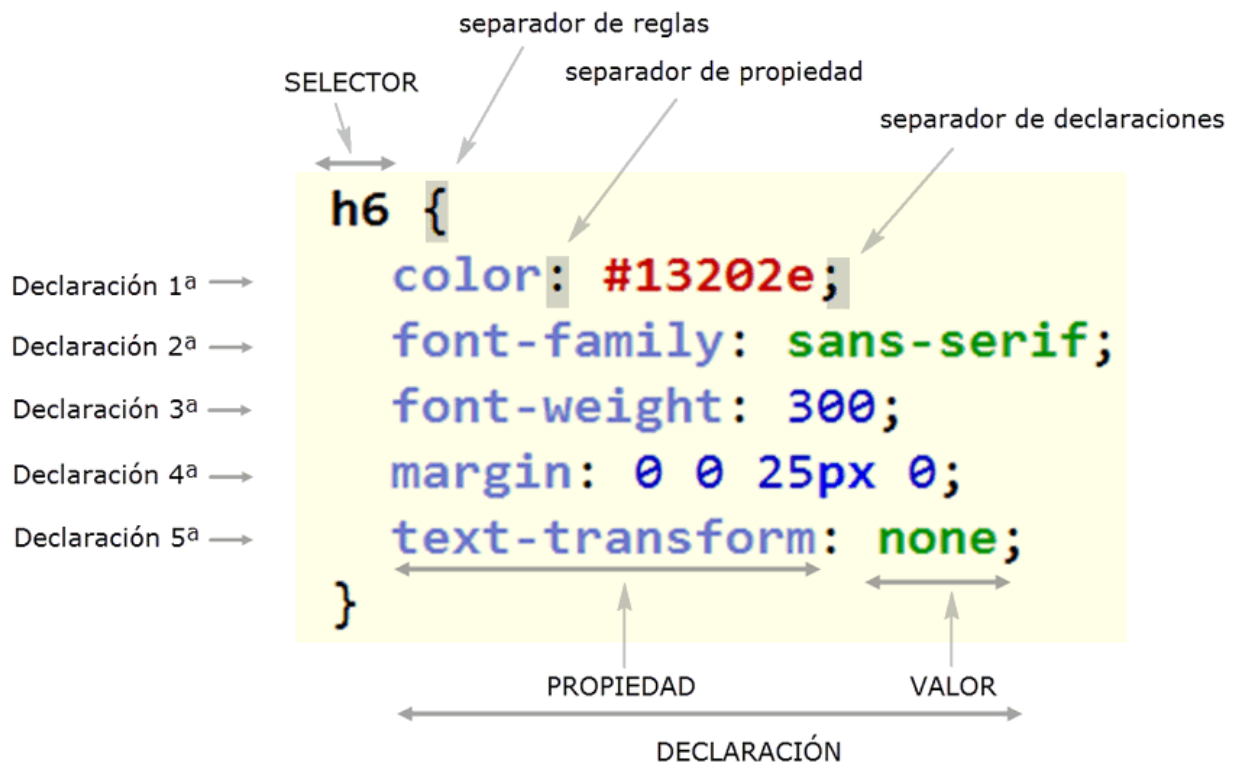 separador de reglas
separador de propiedad
SELECTOR
separador de declaraciones
h6 {
Declaración 1ª color: #13202e;
Declaración 2ª font-family: sans-serif;
Declaración 3ª font-weight: 300;
Declaración 4ª margin: 0 0 25px 0;
Declaración 5ª text-transform: none;
}
PROPIEDAD VALOR
DECLARACIÓN